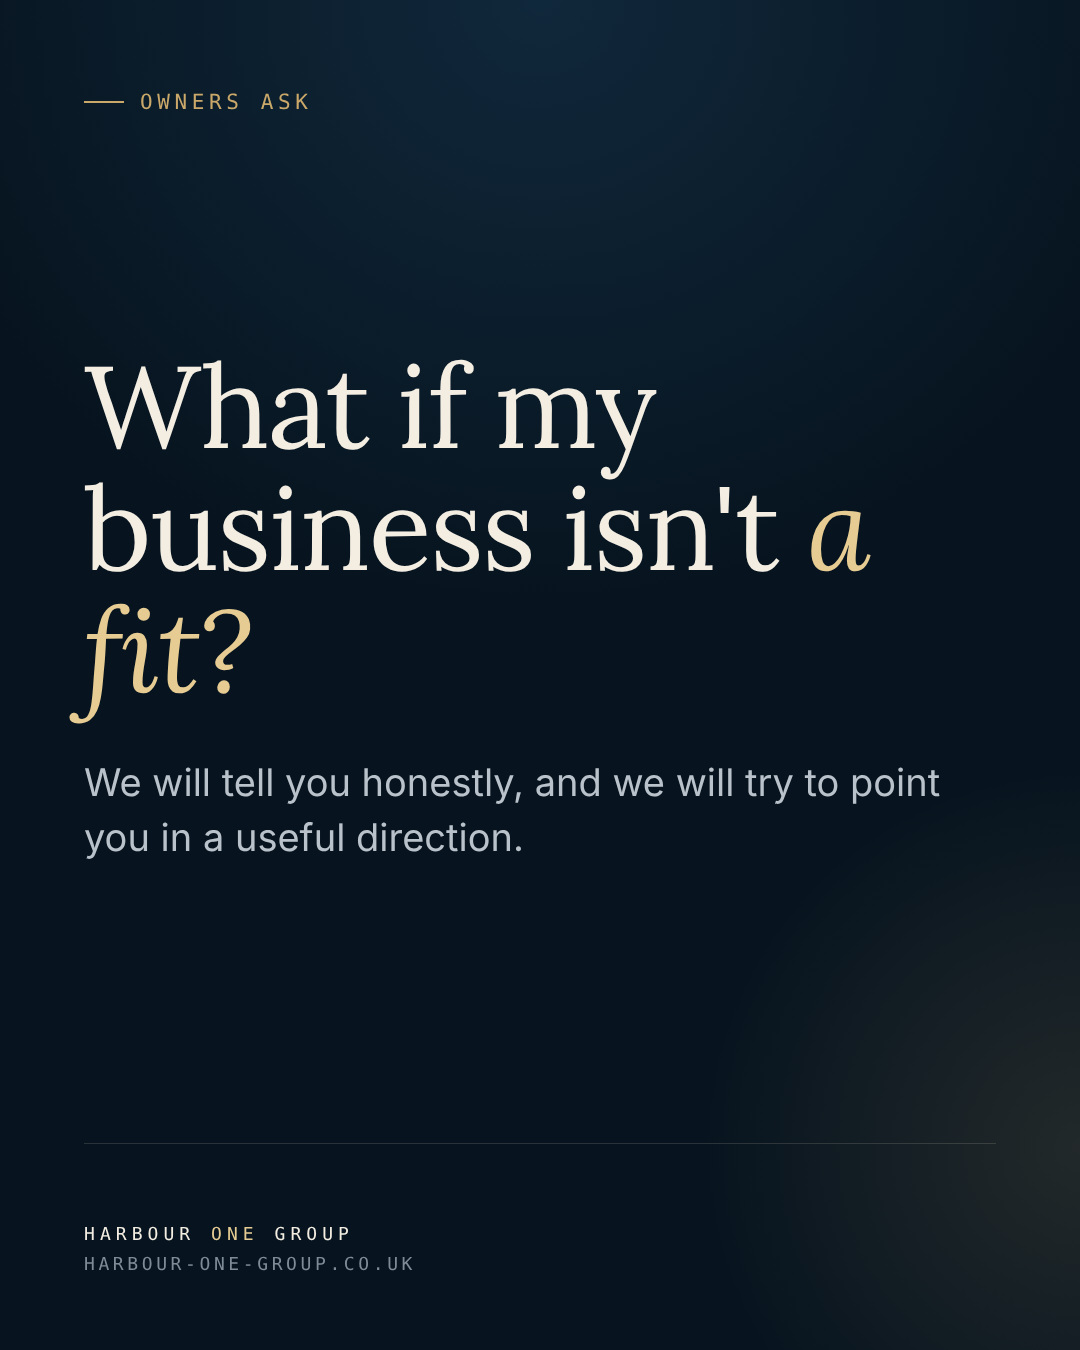 OWNERS ASK
What if my
business isn't a
fit?
We will tell you honestly, and we will try to point
you in a useful direction.
HARBOUR ONE GROUP
HARBOUR-ONE-GROUP.CO.UK